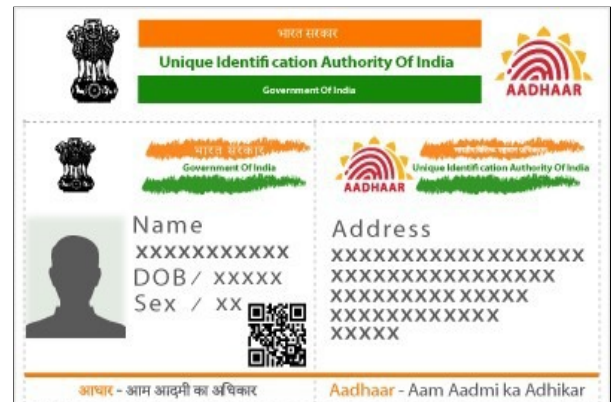 भारत सरकार
Unique Identification Authority Of India
Government Of India
AADHAAR
भारत सरकार
Government Of India
Unique Identification Authority Of India
AADHAAR
Name
XXXXXXXXXXX
DOB/ XXXXX
Sex / XX
Address
XXXXXXXXXXXXXXXXXXX
XXXXXXXXXXXXXXXXX
XXXXXXXXXXXXXXX
XXXXXXXXXXXXX
XXXXX
आधार - आम आदमी का अधिकार
Aadhaar - Aam Aadmi ka Adhikar